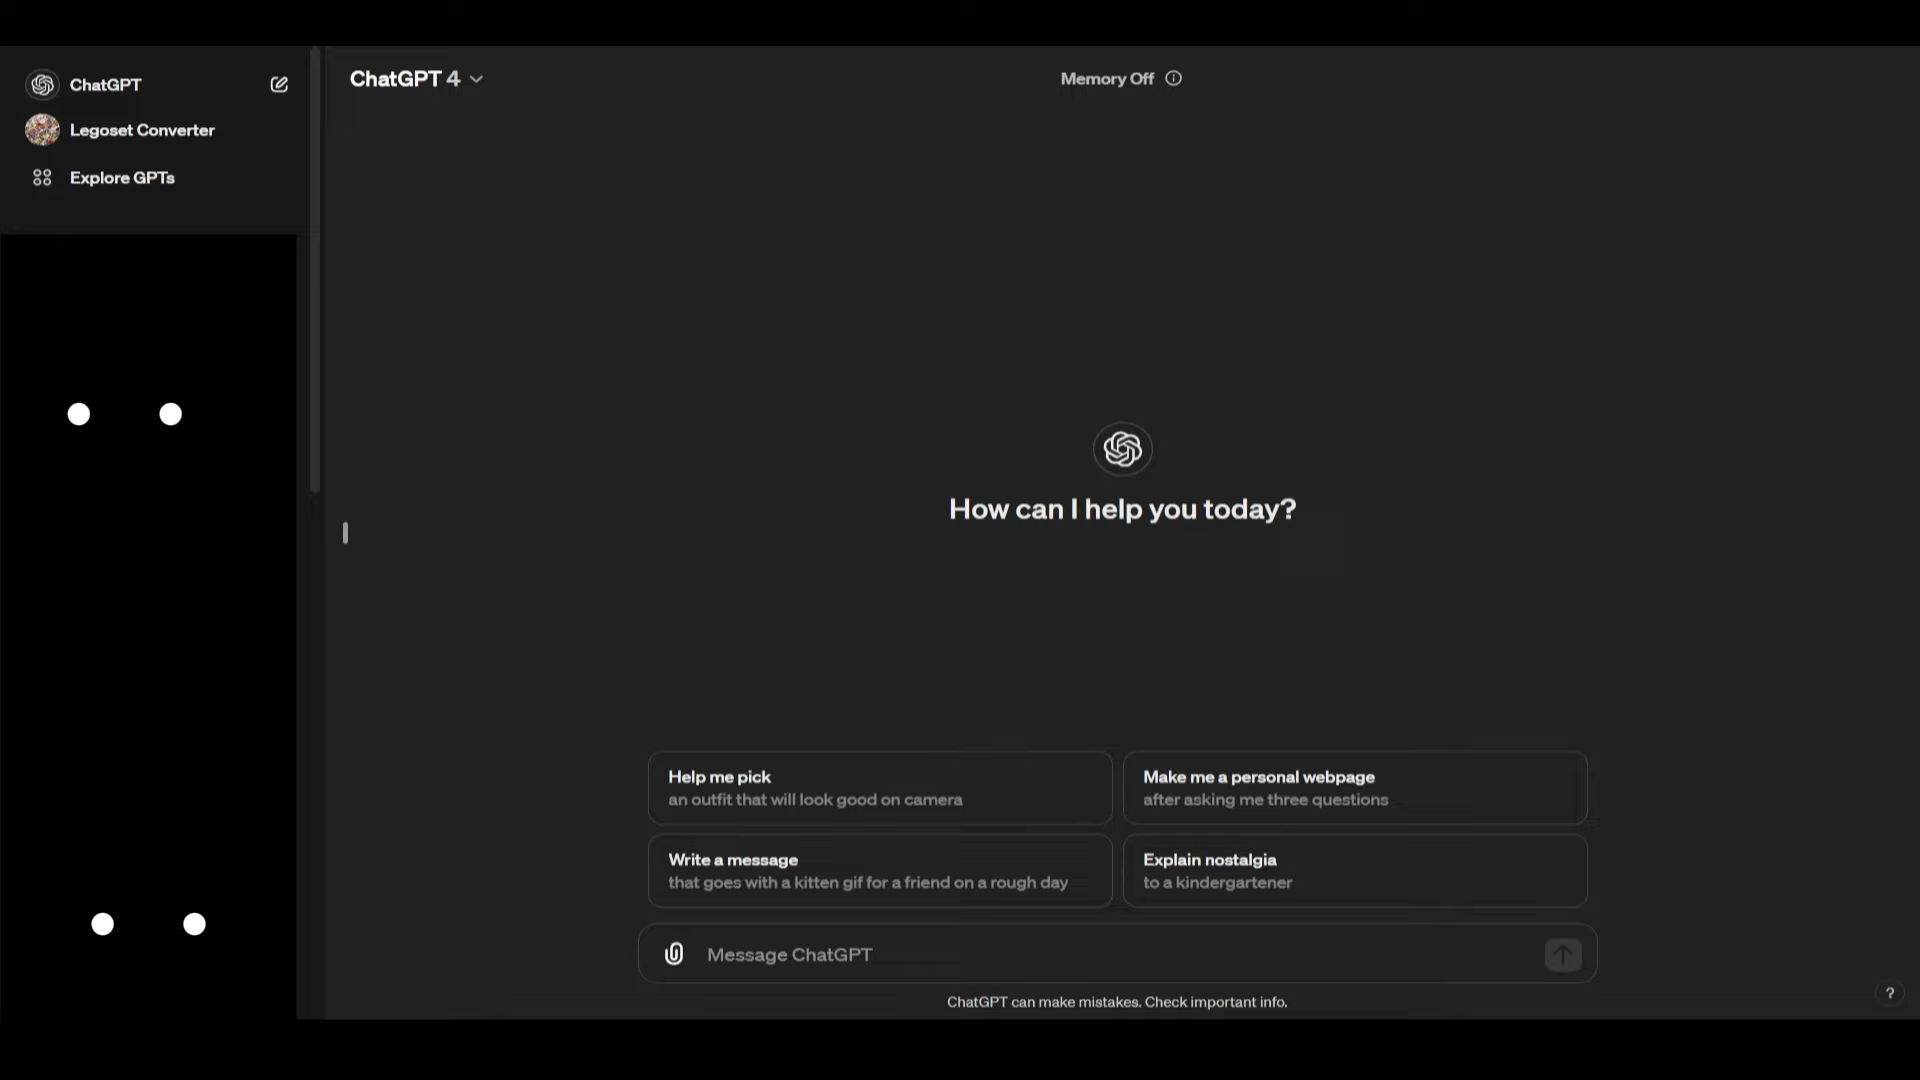 ChatGPT
Legoset Converter
Explore GPTs
ChatGPT 4
Memory Off
How can I help you today?
Help me pick
an outfit that will look good on camera
Make me a personal webpage
after asking me three questions
Write a message
that goes with a kitten gif for a friend on a rough day
Explain nostalgia
to a kindergartener
Message ChatGPT
ChatGPT can make mistakes. Check important info.
?